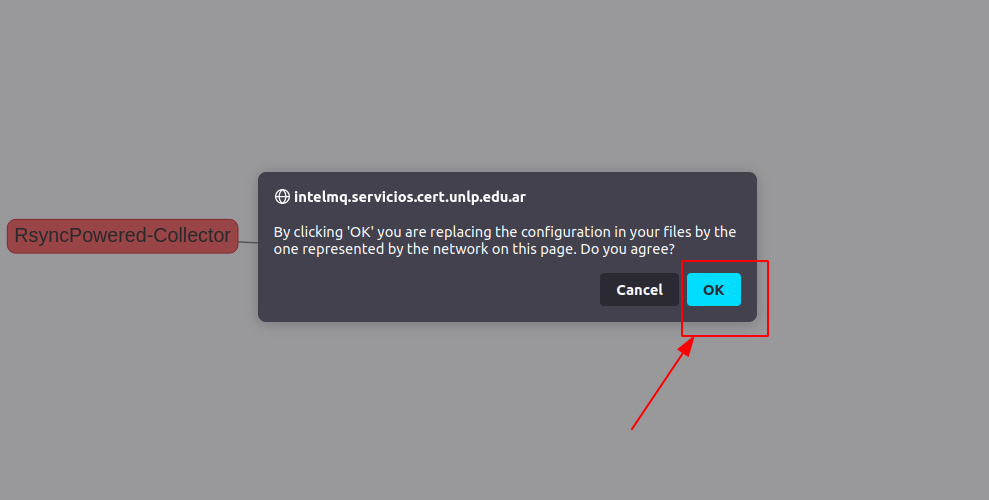 intelmq.servicios.cert.unlp.edu.ar
RsyncPowered-Collector
By clicking 'OK' you are replacing the configuration in your files by the
one represented by the network on this page. Do you agree?
Cancel
OK